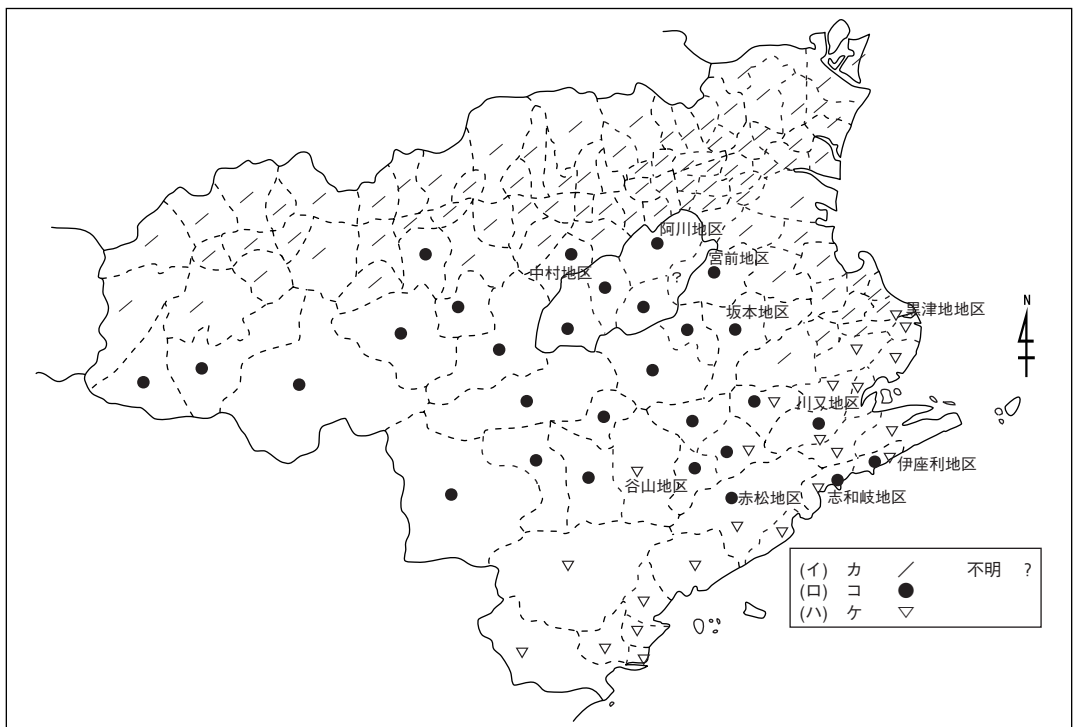 阿川地区
宮前地区
中村地区
?
坂本地区
黒津地地区
N
川又地区
伊座利地区
谷山地区
赤松地区
志和岐地区
(イ) カ ／ 不明 ?
(ロ) コ ●
(ハ) ケ ▽